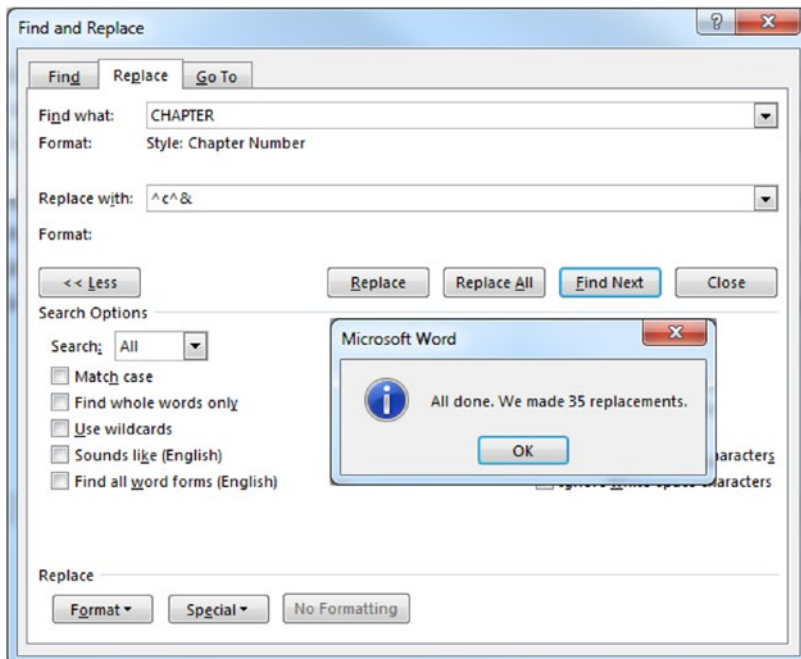 Find and Replace
?
Find
Replace
Go To
Find what: CHAPTER
Format: Style: Chapter Number
Replace with: ^c^&
Format:
<< Less
Replace
Replace All
Find Next
Close
Search Options
Search: All
Match case
Find whole words only
Use wildcards
Sounds like (English)
Find all word forms (English)
Microsoft Word
i
All done. We made 35 replacements.
OK
characters
Replace
Format
Special
No Formatting